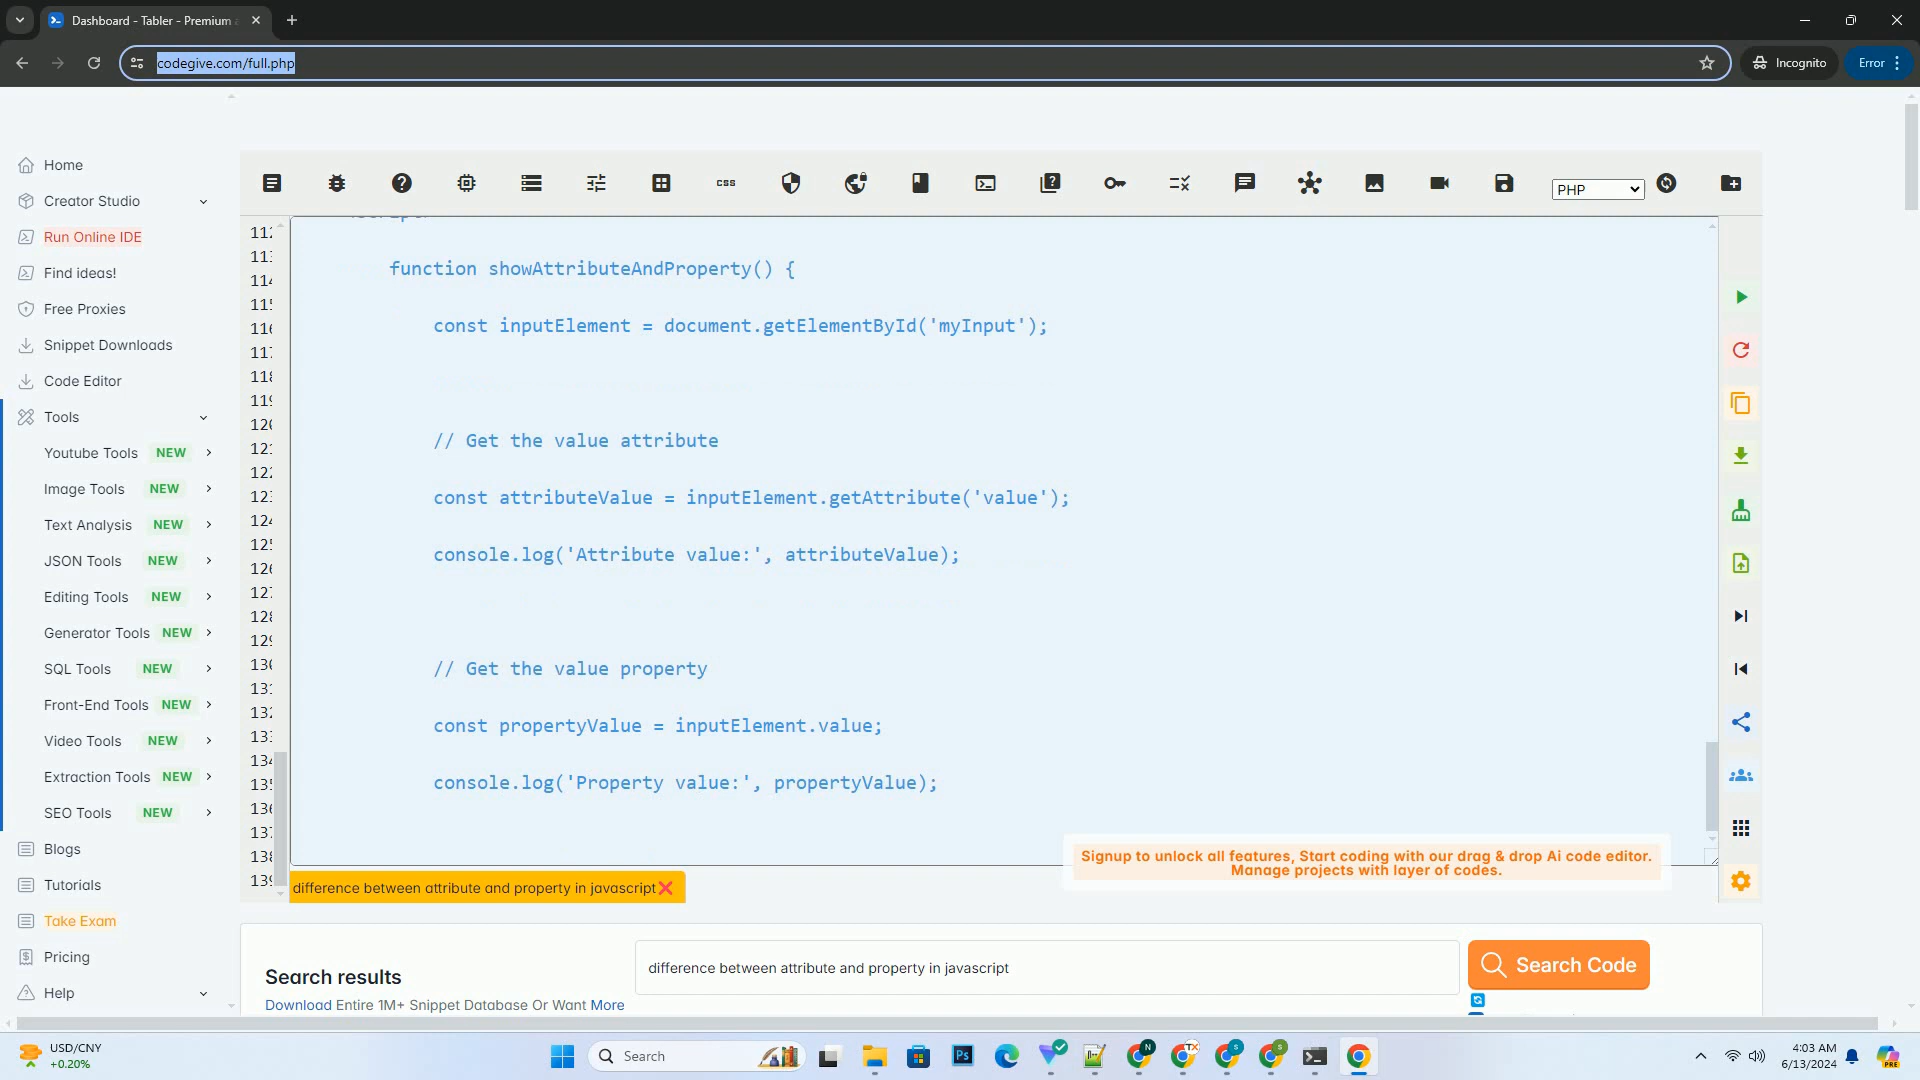 Dashboard - Tabler - Premium
codegive.com/full.php
Incognito
Error
Home
Creator Studio
Run Online IDE
Find ideas!
Free Proxies
Snippet Downloads
Code Editor
Tools
Youtube Tools NEW
Image Tools NEW
Text Analysis NEW
JSON Tools NEW
Editing Tools NEW
Generator Tools NEW
SQL Tools NEW
Front-End Tools NEW
Video Tools NEW
Extraction Tools NEW
SEO Tools NEW
Blogs
Tutorials
Take Exam
Pricing
Help
css
PHP
function showAttributeAndProperty() {
const inputElement = document.getElementById('myInput');
// Get the value attribute
const attributeValue = inputElement.getAttribute('value');
console.log('Attribute value:', attributeValue);
// Get the value property
const propertyValue = inputElement.value;
console.log('Property value:', propertyValue);
Signup to unlock all features, Start coding with our drag & drop Ai code editor.
Manage projects with layer of codes.
difference between attribute and property in javascript
Search results
difference between attribute and property in javascript
Search Code
Download Entire 1M+ Snippet Database Or Want More
USD/CNY
+0.20%
Search
4:03 AM
6/13/2024